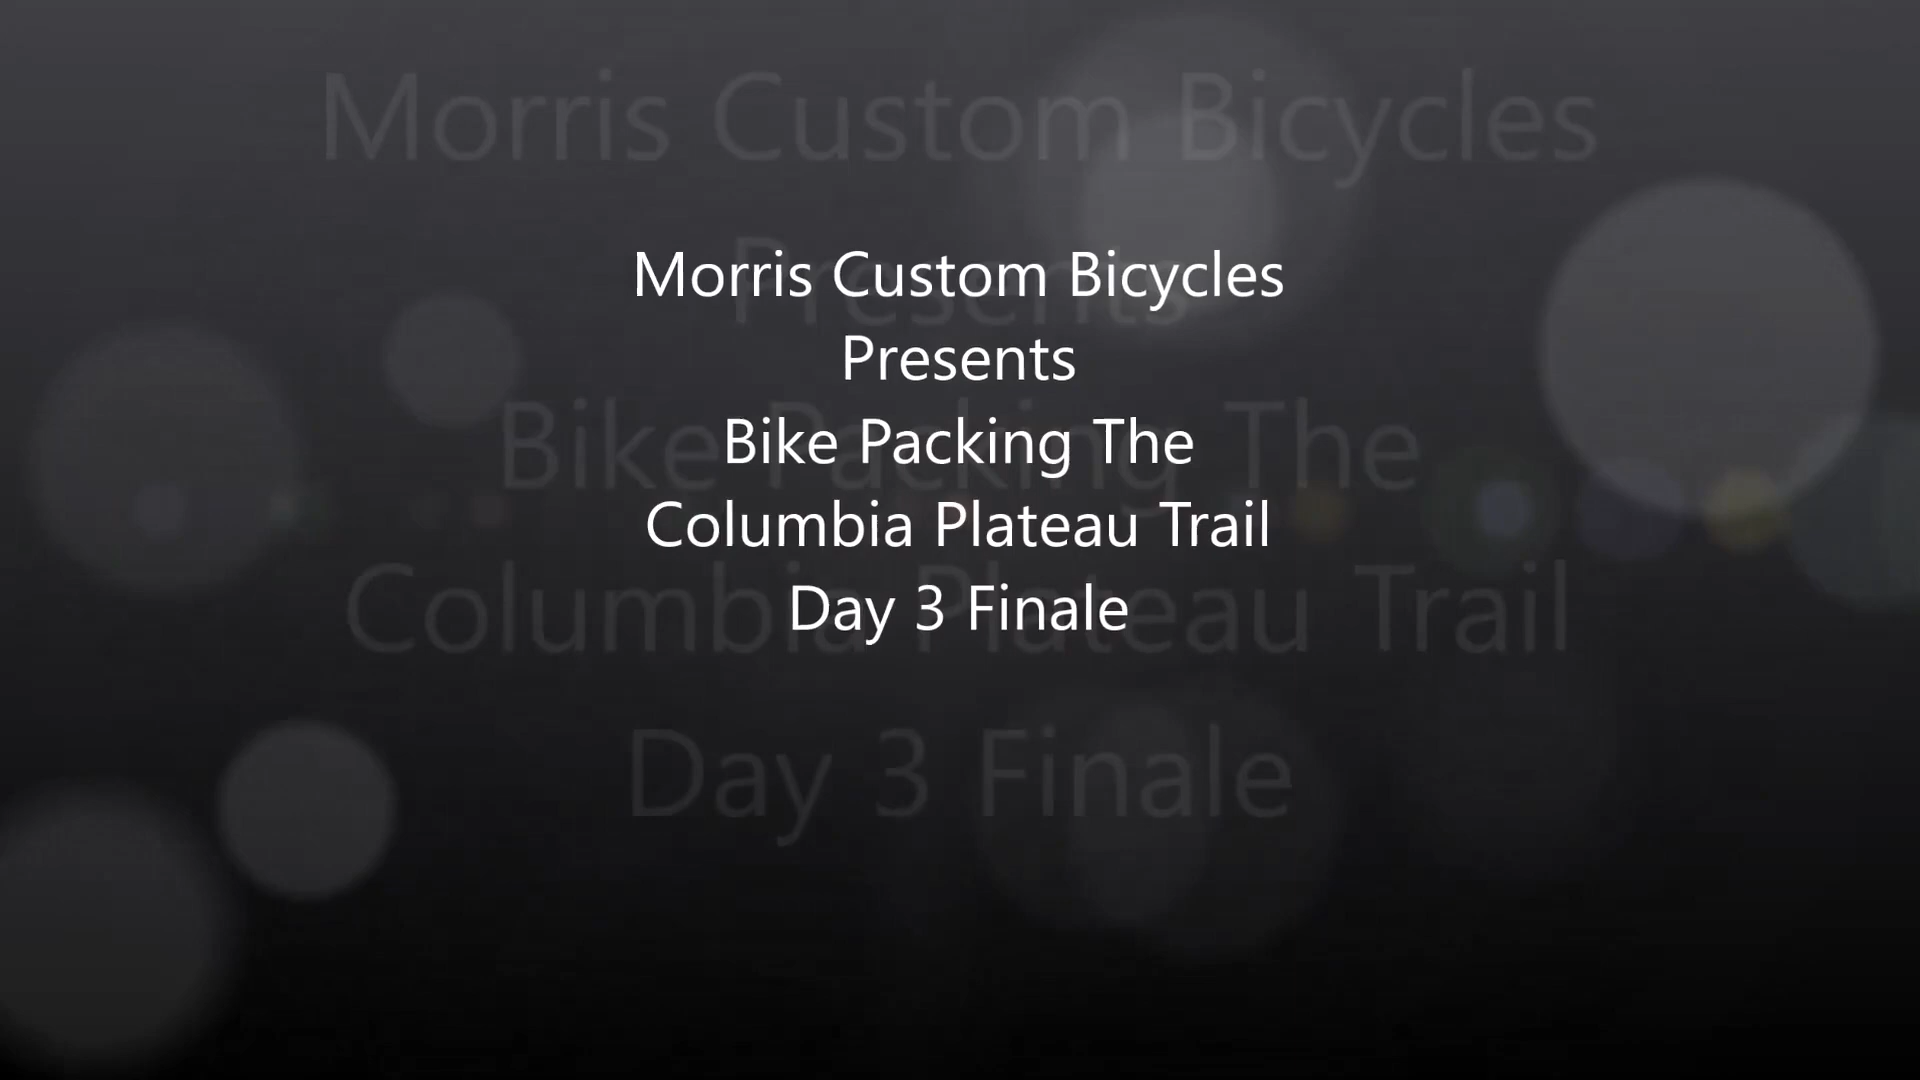 Morris Custom Bicycles
Presents
Bike Packing The
Columbia Plateau Trail
Day 3 Finale